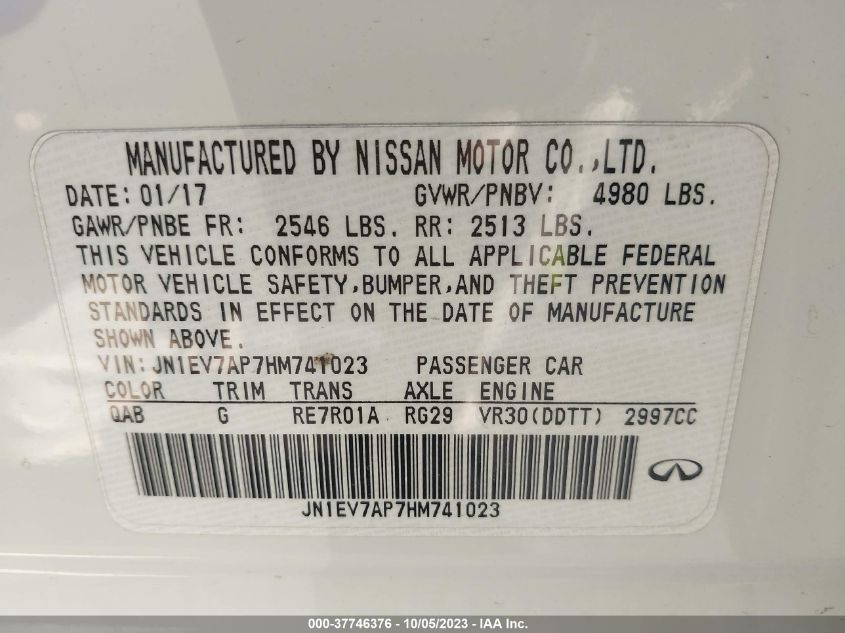 MANUFACTURED BY NISSAN MOTOR CO.,LTD.
DATE: 01/17 GVWR/PNBV: 4980 LBS.
GAWR/PNBE FR: 2546 LBS. RR: 2513 LBS.
THIS VEHICLE CONFORMS TO ALL APPLICABLE FEDERAL
MOTOR VEHICLE SAFETY,BUMPER,AND THEFT PREVENTION
STANDARDS IN EFFECT ON THE DATE OF MANUFACTURE
SHOWN ABOVE.
VIN:JN1EV7AP7HM741023 PASSENGER CAR
COLOR TRIM TRANS AXLE ENGINE
QAB G RE7R01A RG29 VR30(DDTT) 2997CC
JN1EV7AP7HM741023
000-37746376 - 10/05/2023 - IAA Inc.